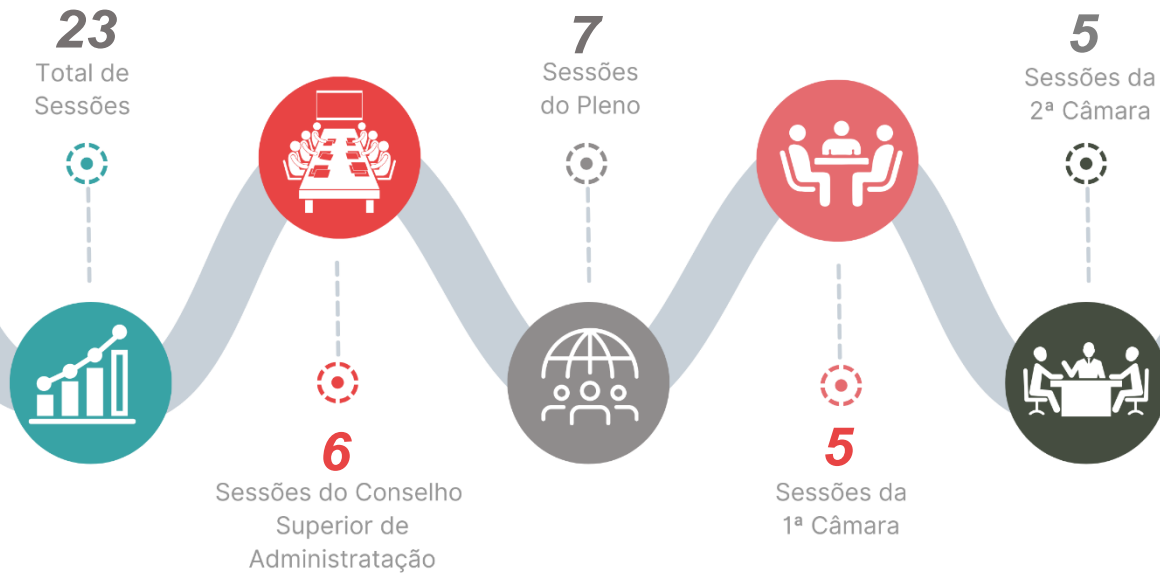 23
Total de
Sessões
6
Sessões do Conselho
Superior de
Administratação
7
Sessões
do Pleno
5
Sessões da
1ª Câmara
5
Sessões da
2ª Câmara